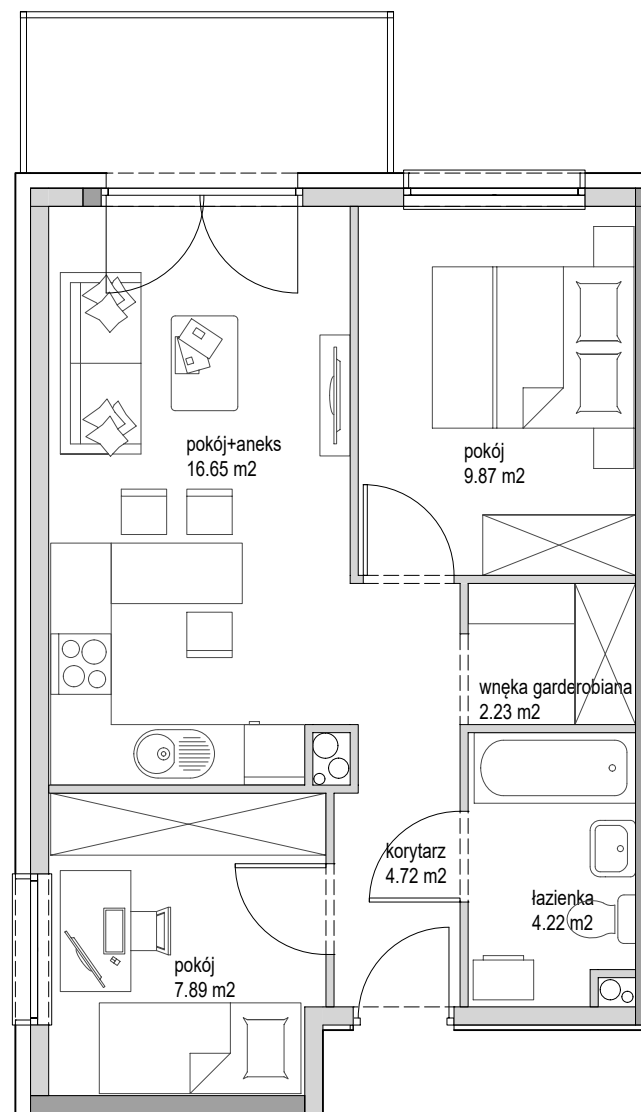 pokój+aneks
16.65 m2
pokój
9.87 m2
wnęka garderobiana
2.23 m2
korytarz
4.72 m2
łazienka
4.22 m2
pokój
7.89 m2